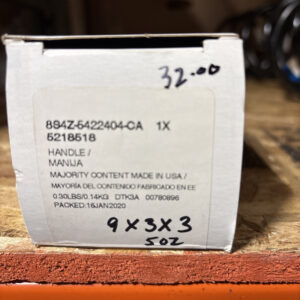 32.00
8S4Z-5422404-CA 1X
5218518
HANDLE /
MANIJA
MAJORITY CONTENT MADE IN USA /
MAYORÍA DEL CONTENIDO FABRICADO EN EE
0.30LBS/0.14KG DTK3A 00780896
PACKED:16JAN2020
9 X 3 X 3
5 OZ